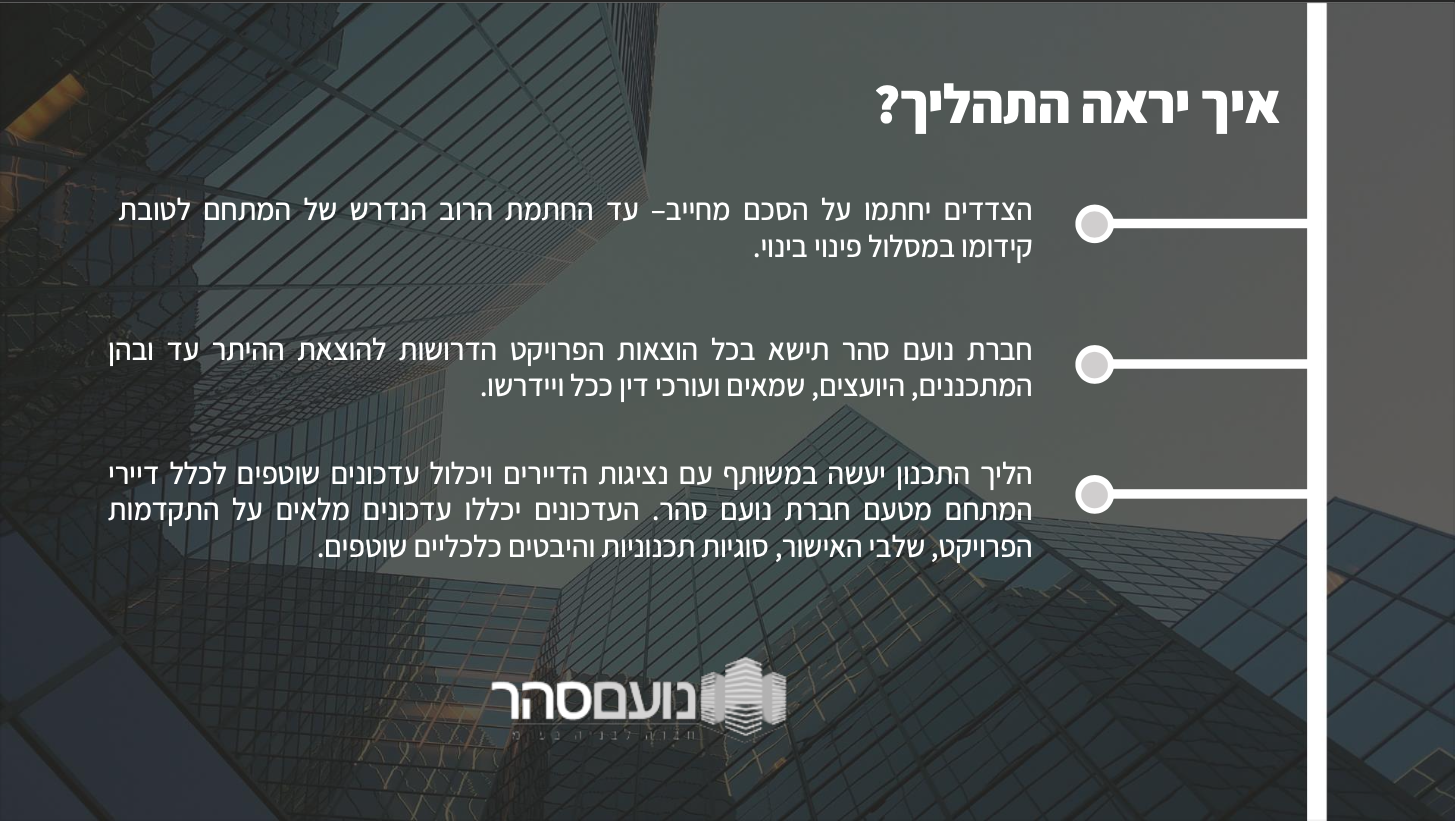 איך יראה התהליך?
הצדדים יחתמו על הסכם מחייב– עד החתמת הרוב הנדרש של המתחם לטובת
קידומו במסלול פינוי בינוי.
חברת נועם סהר תישא בכל הוצאות הפרויקט הדרושות להוצאת ההיתר עד ובהן
המתכננים, היועצים, שמאים ועורכי דין ככל ויידרשו.
הליך התכנון יעשה במשותף עם נציגות הדיירים ויכלול עדכונים שוטפים לכלל דיירי
המתחם מטעם חברת נועם סהר. העדכונים יכללו עדכונים מלאים על התקדמות
הפרויקט, שלבי האישור, סוגיות תכנוניות והיבטים כלכליים שוטפים.
נועםסהר
חברה לבניה בע"מ